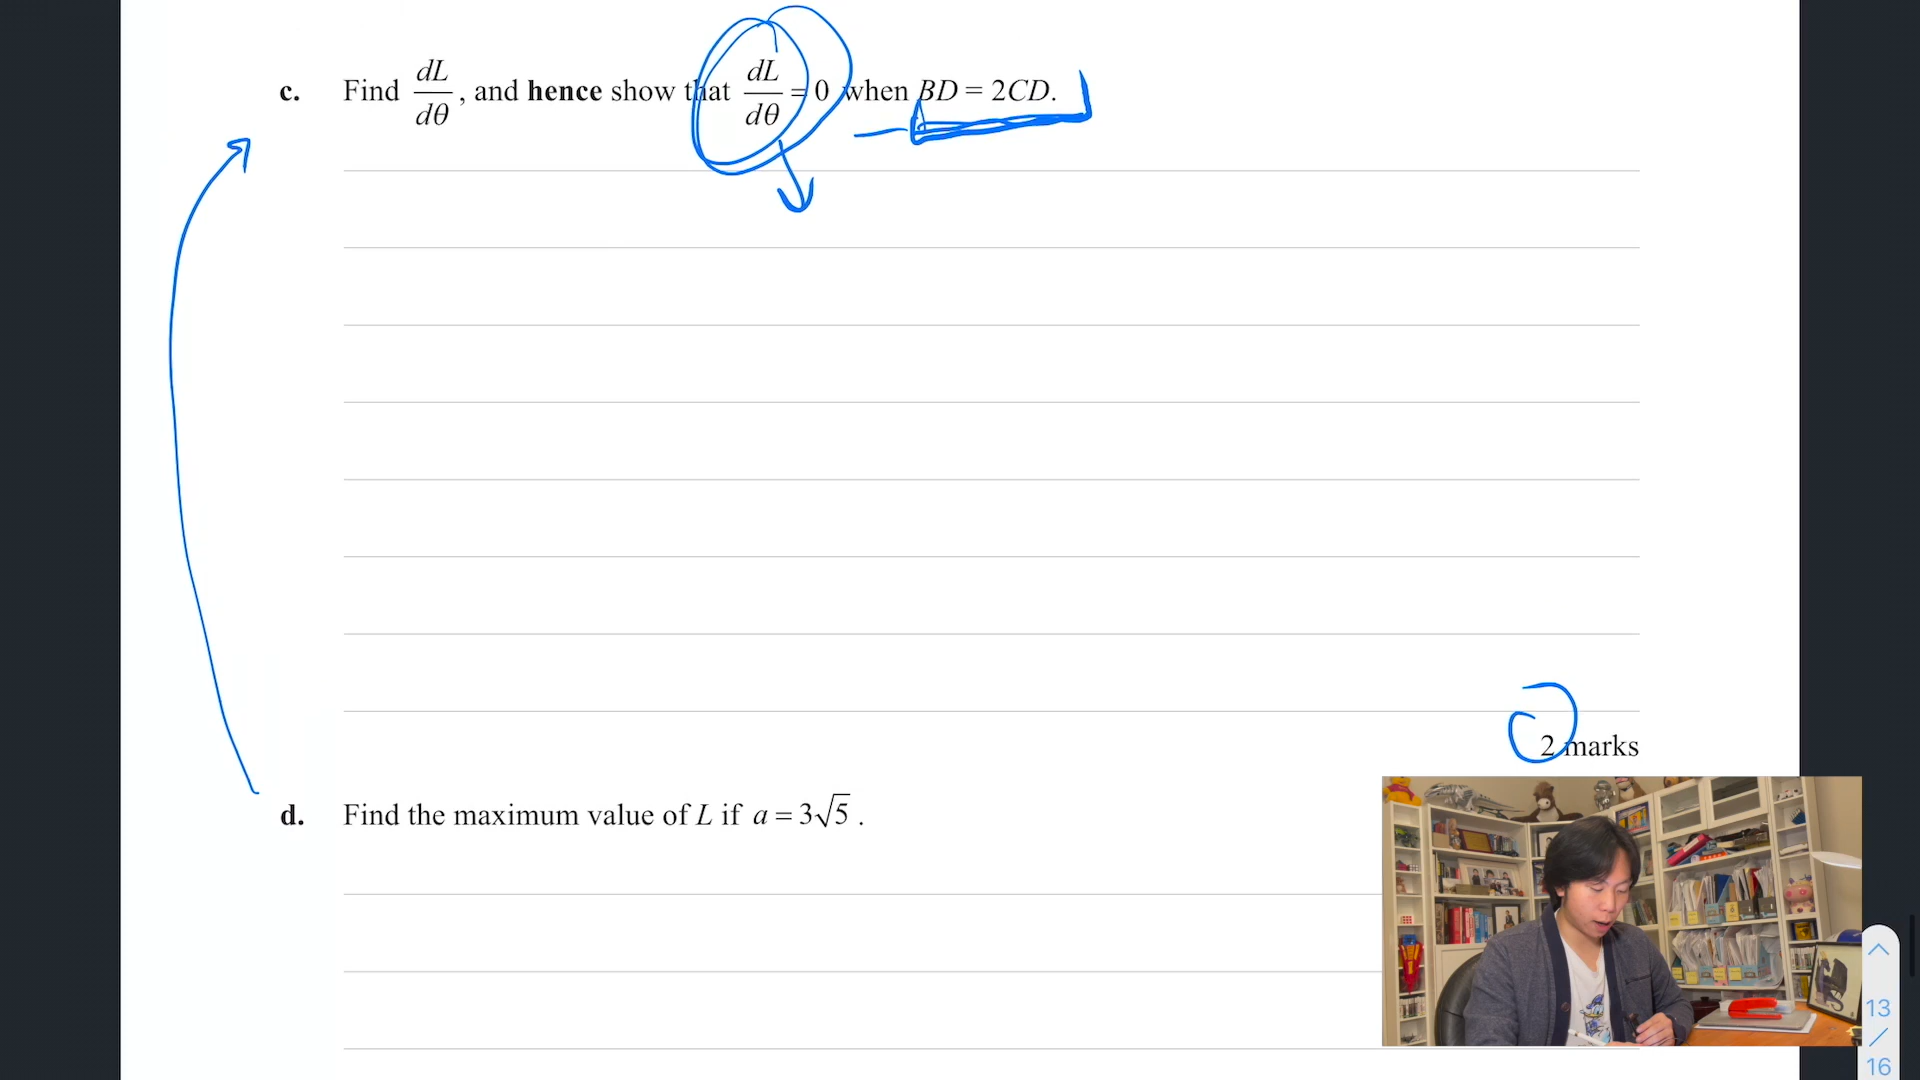 c. Find dL/dθ, and hence show that dL/dθ = 0 when BD = 2CD.
2 marks
d. Find the maximum value of L if a = 3√5 .
13
/
16